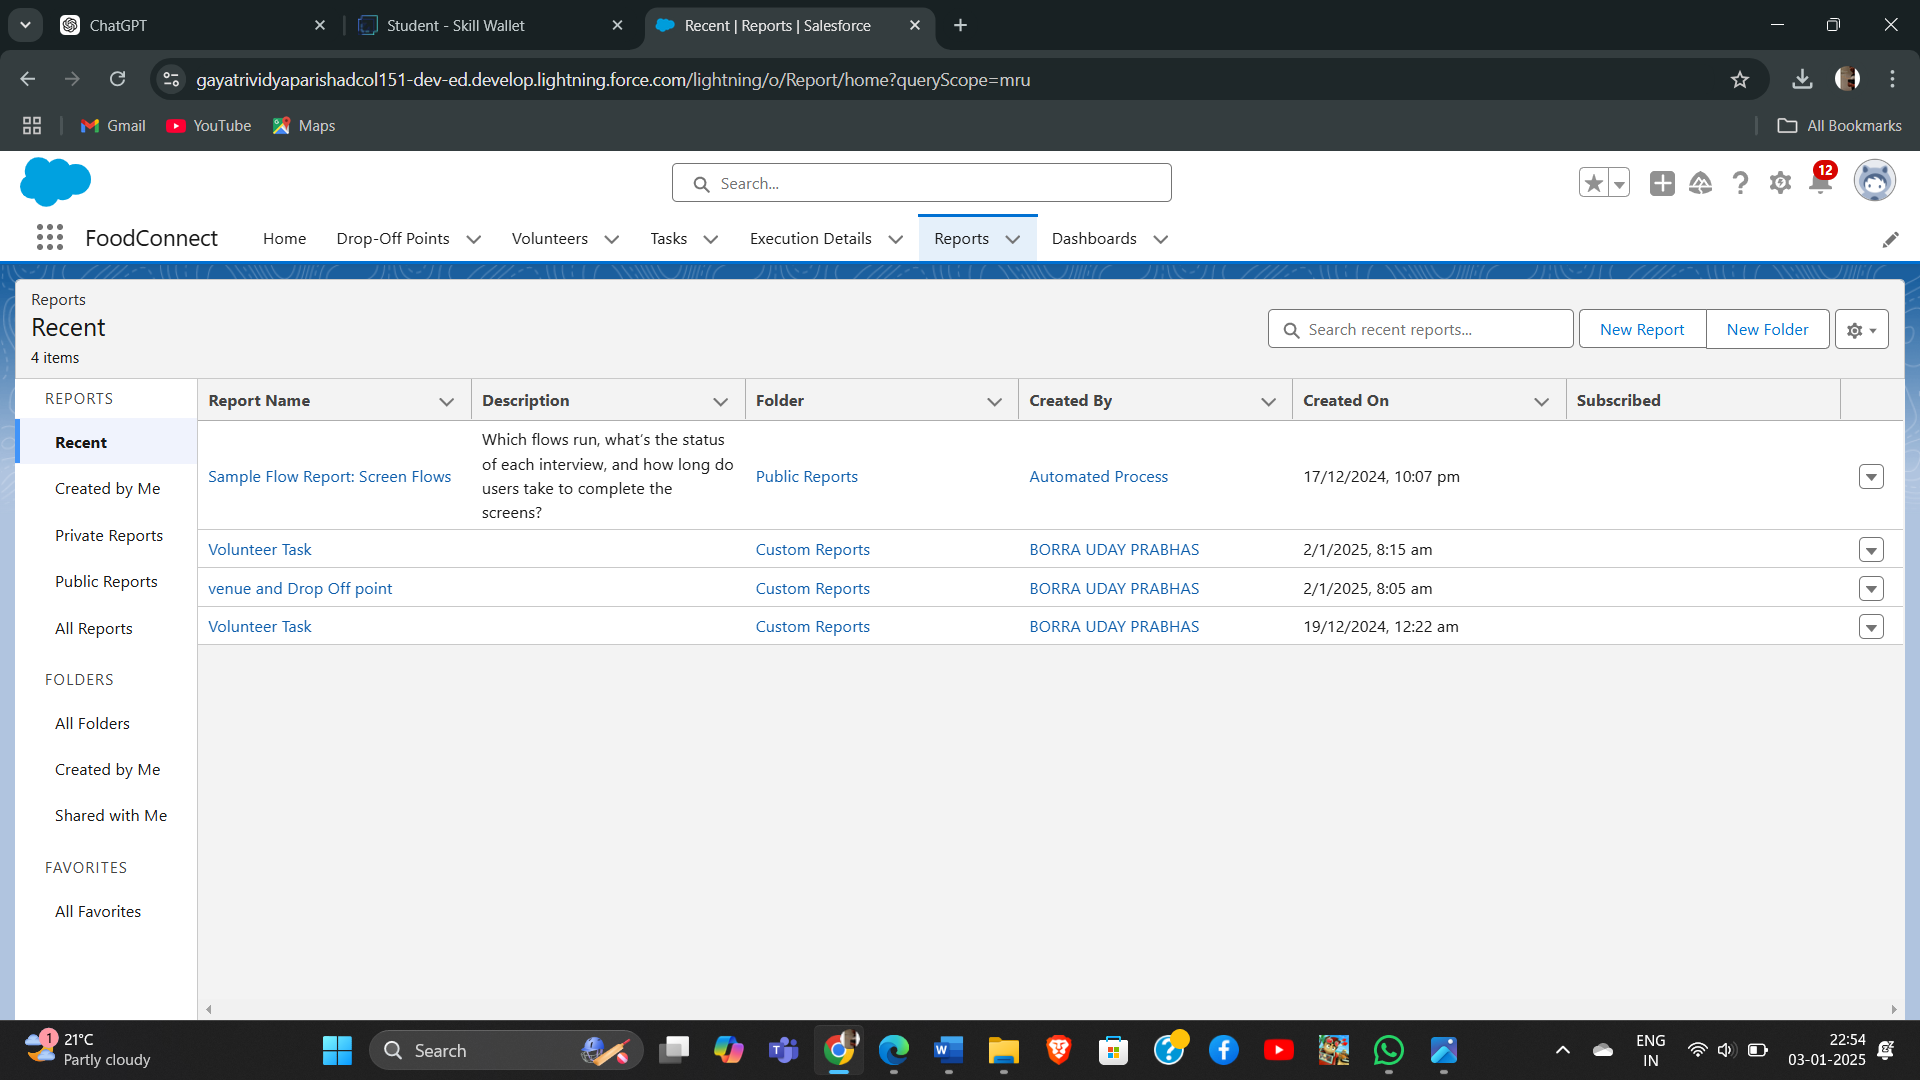 ChatGPT
Student - Skill Wallet
Recent | Reports | Salesforce
gayatrividyaparishadcol151-dev-ed.develop.lightning.force.com/lightning/o/Report/home?queryScope=mru
Gmail
YouTube
Maps
All Bookmarks
Search...
12
FoodConnect
Home
Drop-Off Points
Volunteers
Tasks
Execution Details
Reports
Dashboards
Reports
Recent
4 items
Search recent reports...
New Report
New Folder
REPORTS
Recent
Created by Me
Private Reports
Public Reports
All Reports
FOLDERS
All Folders
Created by Me
Shared with Me
FAVORITES
All Favorites
Report Name
Description
Folder
Created By
Created On
Subscribed
Sample Flow Report: Screen Flows
Which flows run, what's the status
of each interview, and how long do
users take to complete the
screens?
Public Reports
Automated Process
17/12/2024, 10:07 pm
Volunteer Task
Custom Reports
BORRA UDAY PRABHAS
2/1/2025, 8:15 am
venue and Drop Off point
Custom Reports
BORRA UDAY PRABHAS
2/1/2025, 8:05 am
Volunteer Task
Custom Reports
BORRA UDAY PRABHAS
19/12/2024, 12:22 am
1
21°C
Partly cloudy
Search
ENG
IN
22:54
03-01-2025